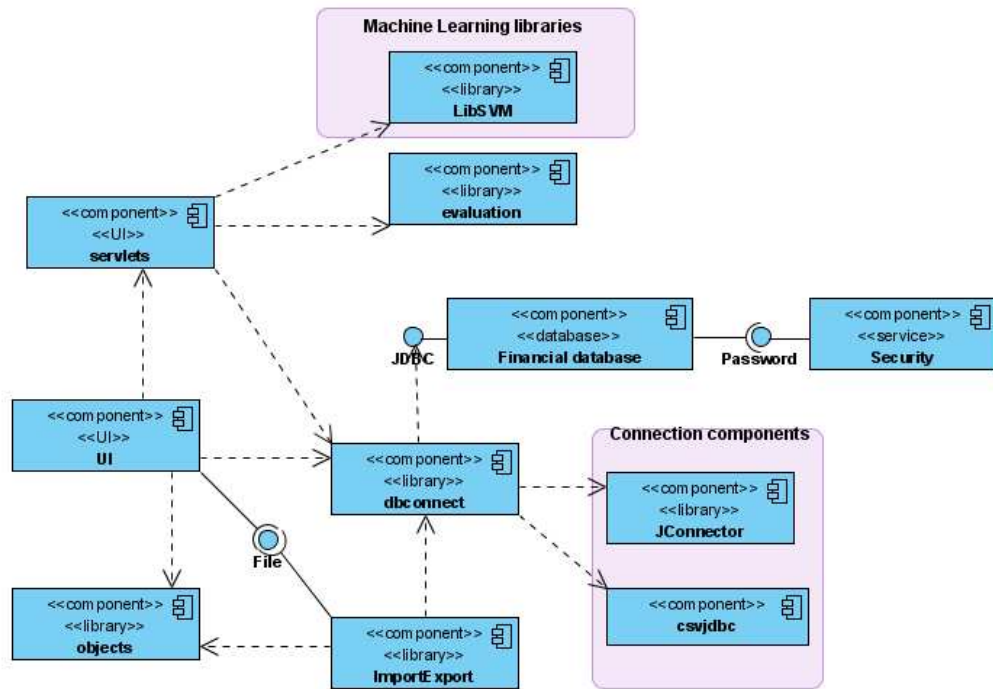 Machine Learning libraries
<<component>>
<<library>>
LibSVM
<<component>>
<<library>>
evaluation
<<component>>
<<UI>>
servlets
<<component>>
<<database>>
Financial database
<<component>>
<<service>>
Security
JDBC
Password
<<component>>
<<UI>>
UI
<<component>>
<<library>>
dbconnect
Connection components
<<component>>
<<library>>
JConnector
File
<<component>>
<<library>>
objects
<<component>>
<<library>>
ImportExport
<<component>>
csvjdbc